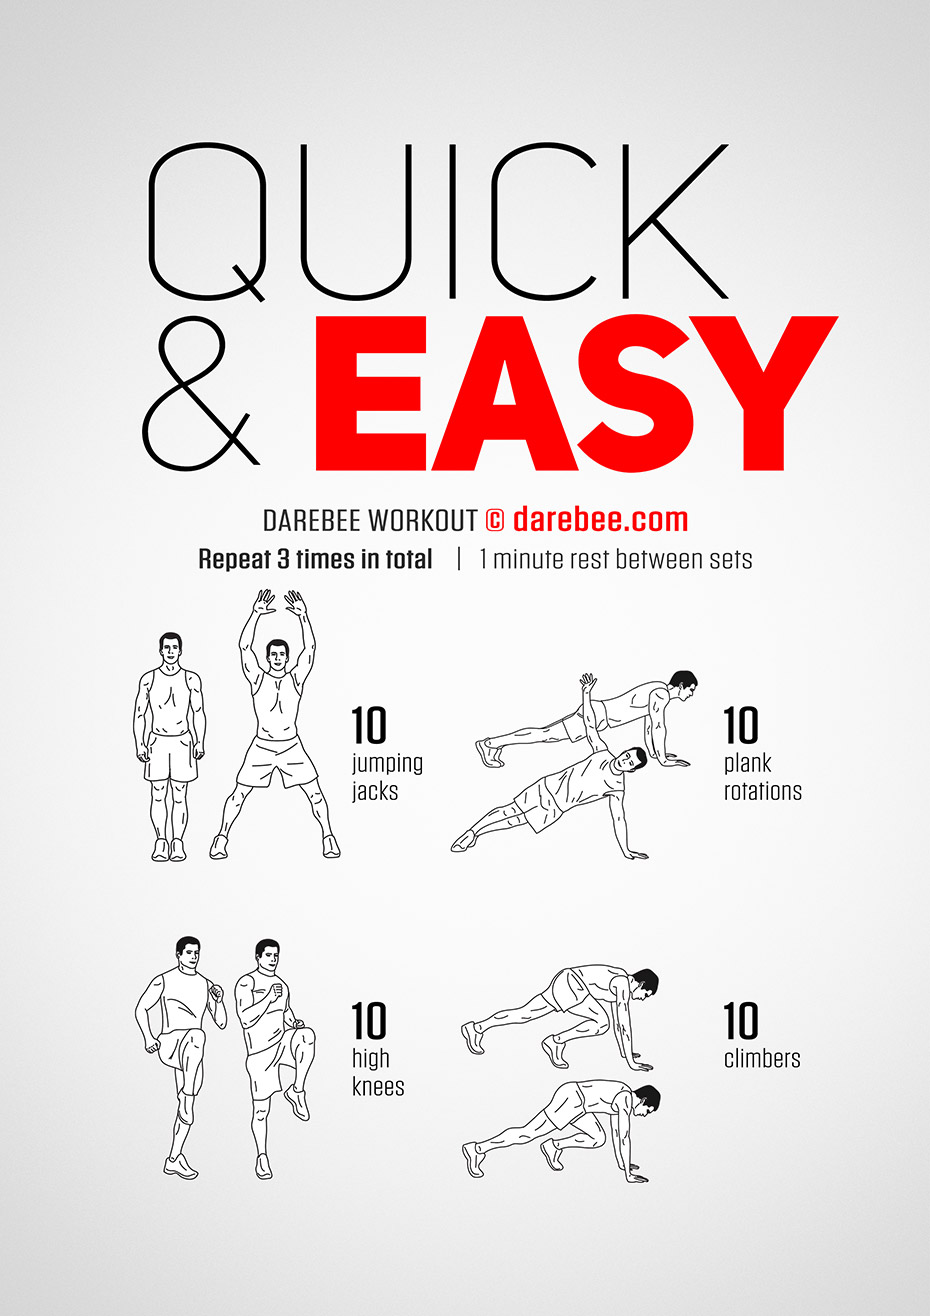 QUICK
& EASY
DAREBEE WORKOUT © darebee.com
Repeat 3 times in total | 1 minute rest between sets
10
jumping
jacks
10
plank
rotations
10
high
knees
10
climbers